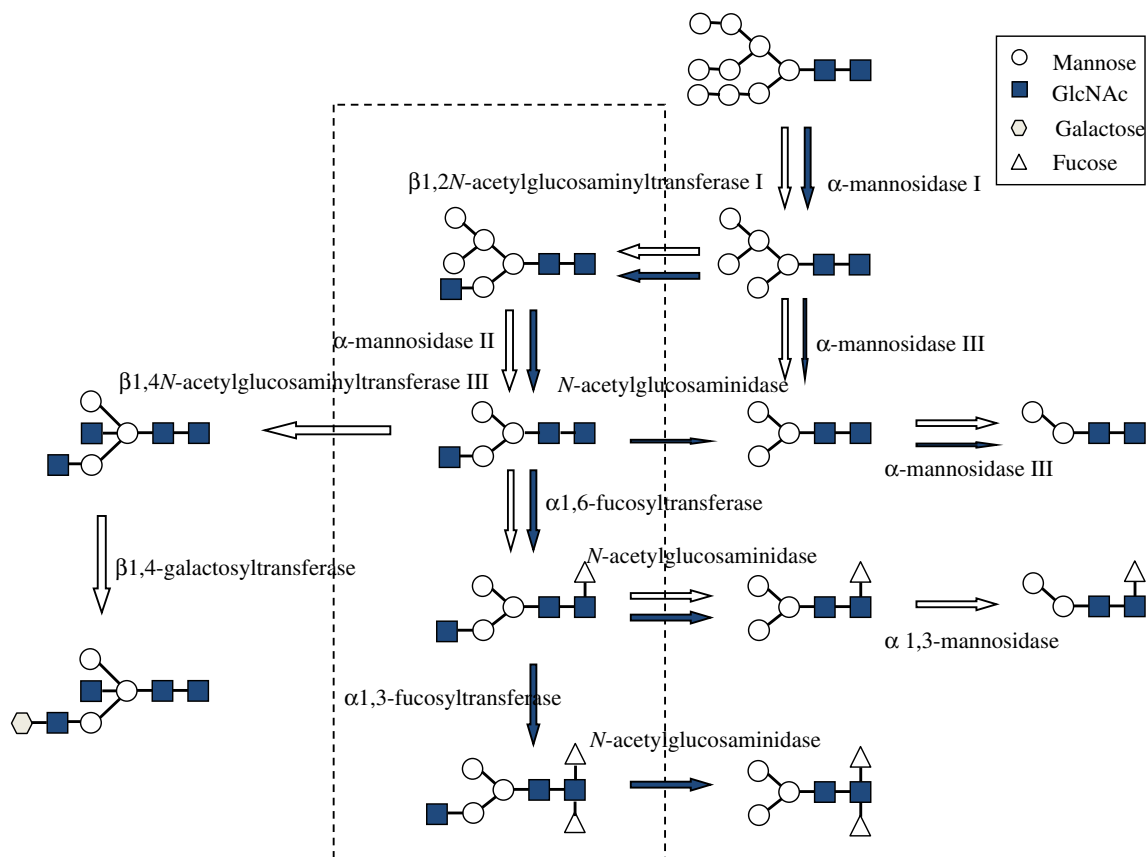 Mannose
GlcNAc
Galactose
Fucose
β1,2N-acetylglucosaminyltransferase I
α-mannosidase I
α-mannosidase II
α-mannosidase III
β1,4N-acetylglucosaminyltransferase III
N-acetylglucosaminidase
α-mannosidase III
α1,6-fucosyltransferase
N-acetylglucosaminidase
β1,4-galactosyltransferase
α 1,3-mannosidase
α1,3-fucosyltransferase
N-acetylglucosaminidase